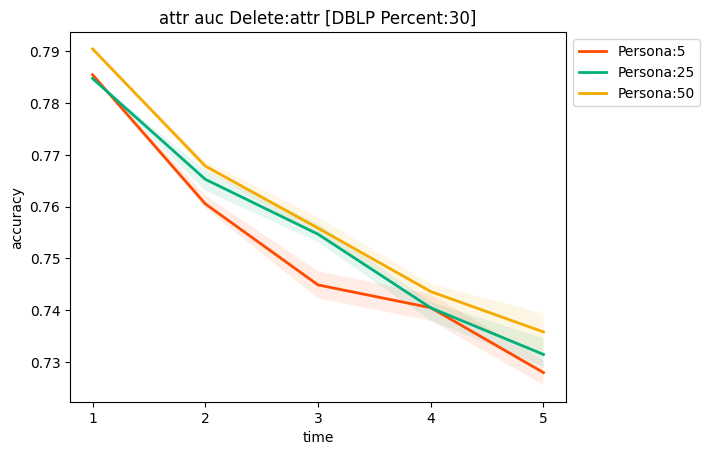 attr auc Delete:attr [DBLP Percent:30]
0.79
0.78
0.77
0.76
0.75
0.74
0.73
accuracy
1 2 3 4 5
time
Persona:5
Persona:25
Persona:50